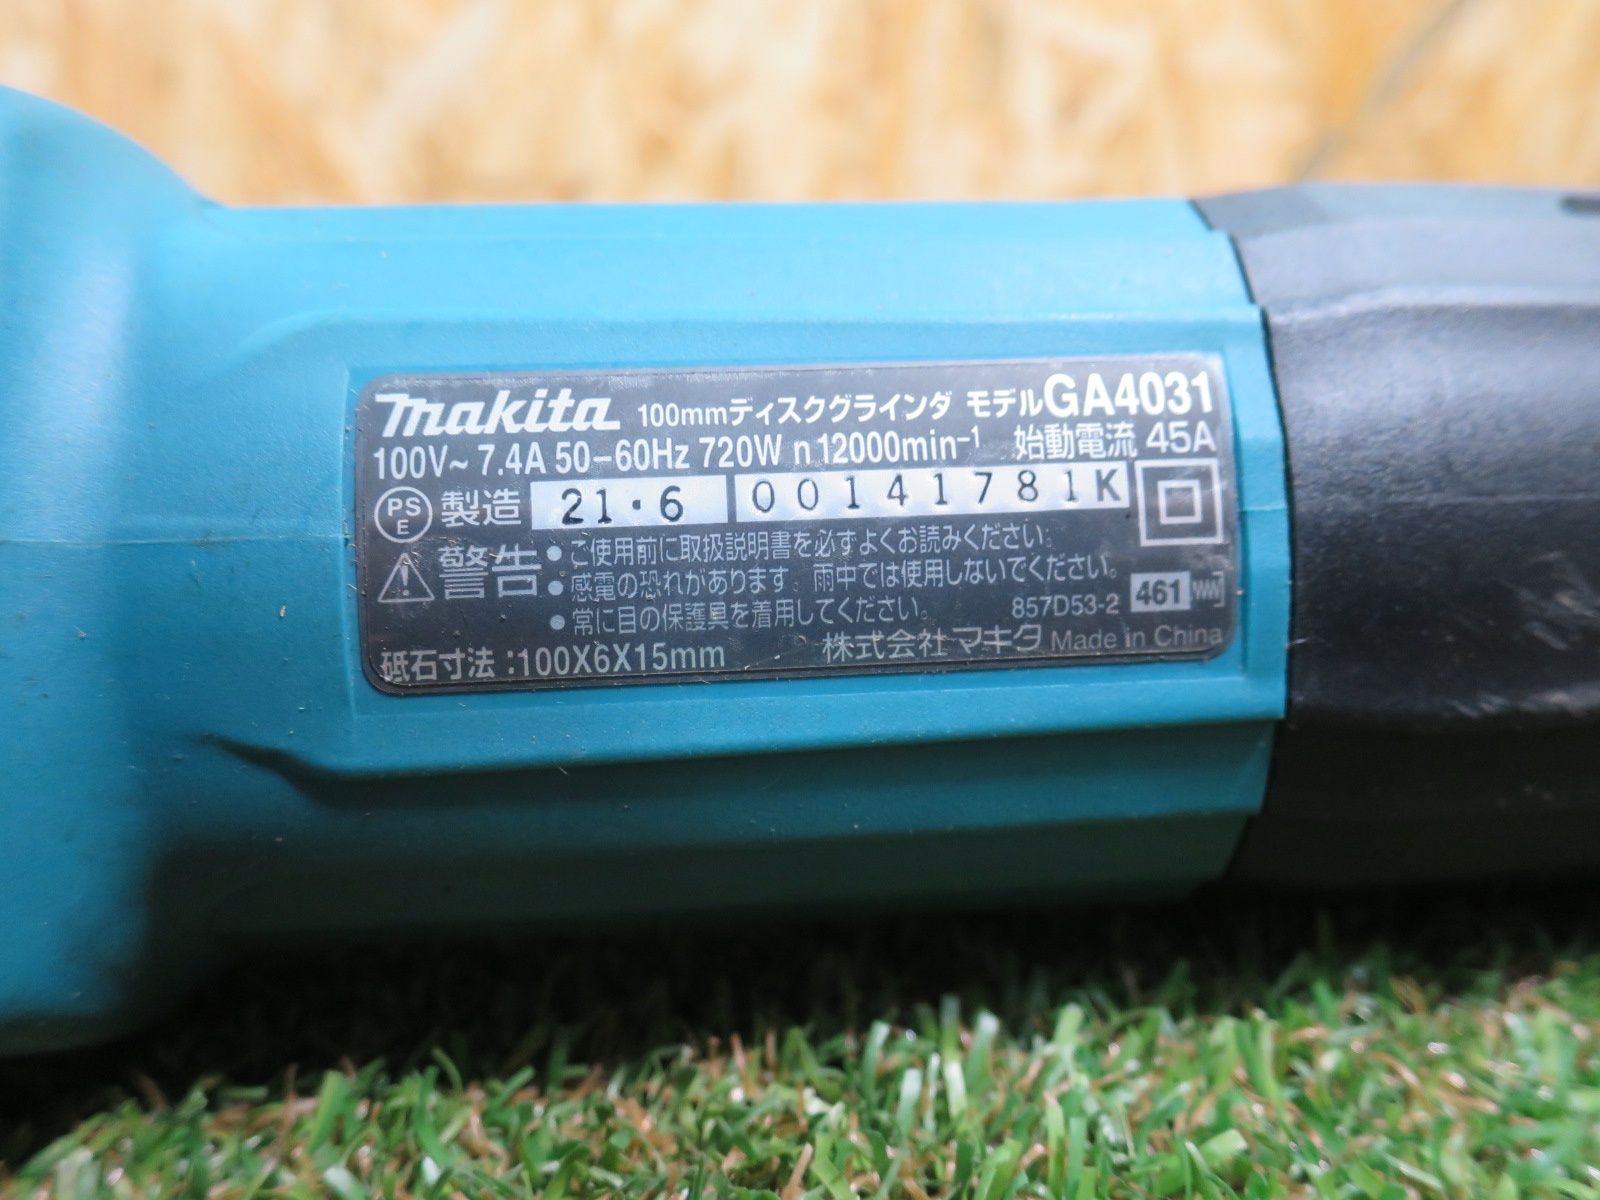 makita 100mmディスクグラインダ モデルGA4031
100V~ 7.4A 50-60Hz 720W n 12000min⁻¹ 始動電流 45A
PSE 製造 21・6 00141781K
警告 ・ご使用前に取扱説明書を必ずよくお読みください。
・感電の恐れがあります。雨中では使用しないでください。
・常に目の保護具を着用してください。 857D53-2 461
砥石寸法:100X6X15mm 株式会社マキタ Made in China